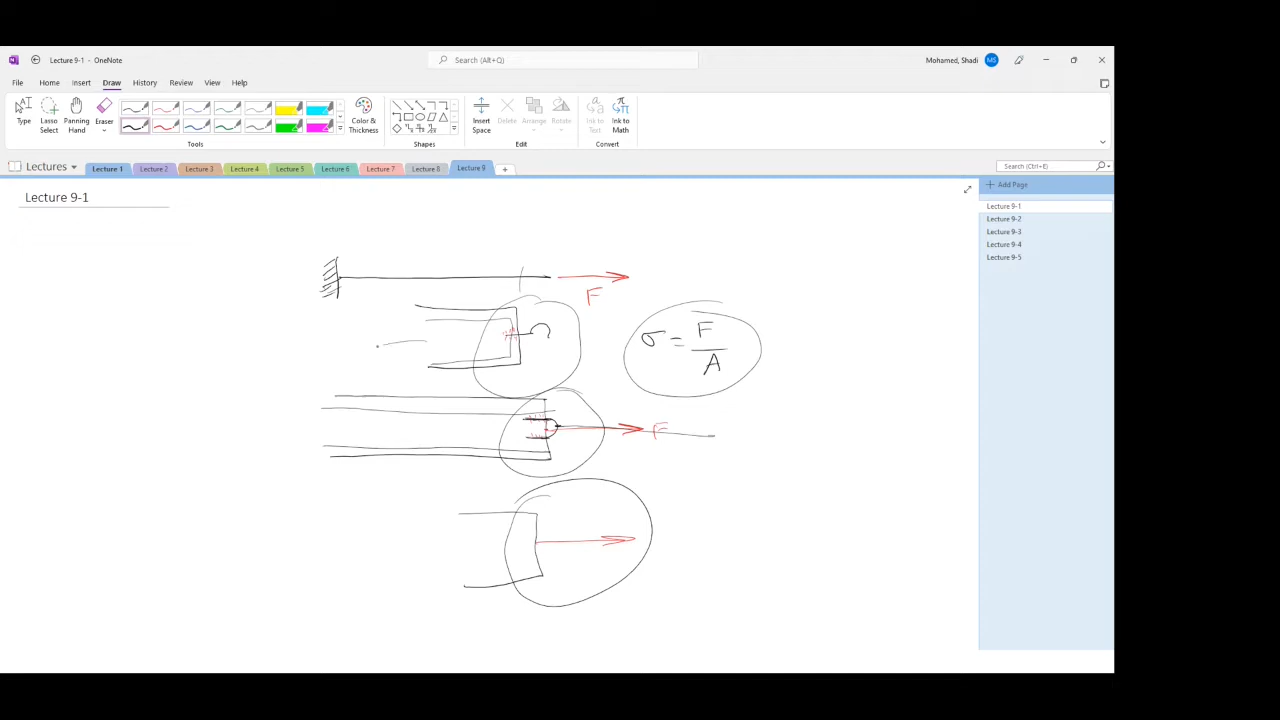 Lecture 9-1 - OneNote
Search (Alt+Q)
Mohamed, Shadi
MS
File Home Insert Draw History Review View Help
Type
Lasso Select
Panning Hand
Eraser
Color & Thickness
Insert Space
Delete
Arrange
Rotate
Ink to Text
Ink to Math
Tools
Shapes
Edit
Convert
Lectures
Lecture 1
Lecture 2
Lecture 3
Lecture 4
Lecture 5
Lecture 6
Lecture 7
Lecture 8
Lecture 9
Search (Ctrl+E)
Lecture 9-1
Add Page
Lecture 9-1
Lecture 9-2
Lecture 9-3
Lecture 9-4
Lecture 9-5
F
σ = F
A
F